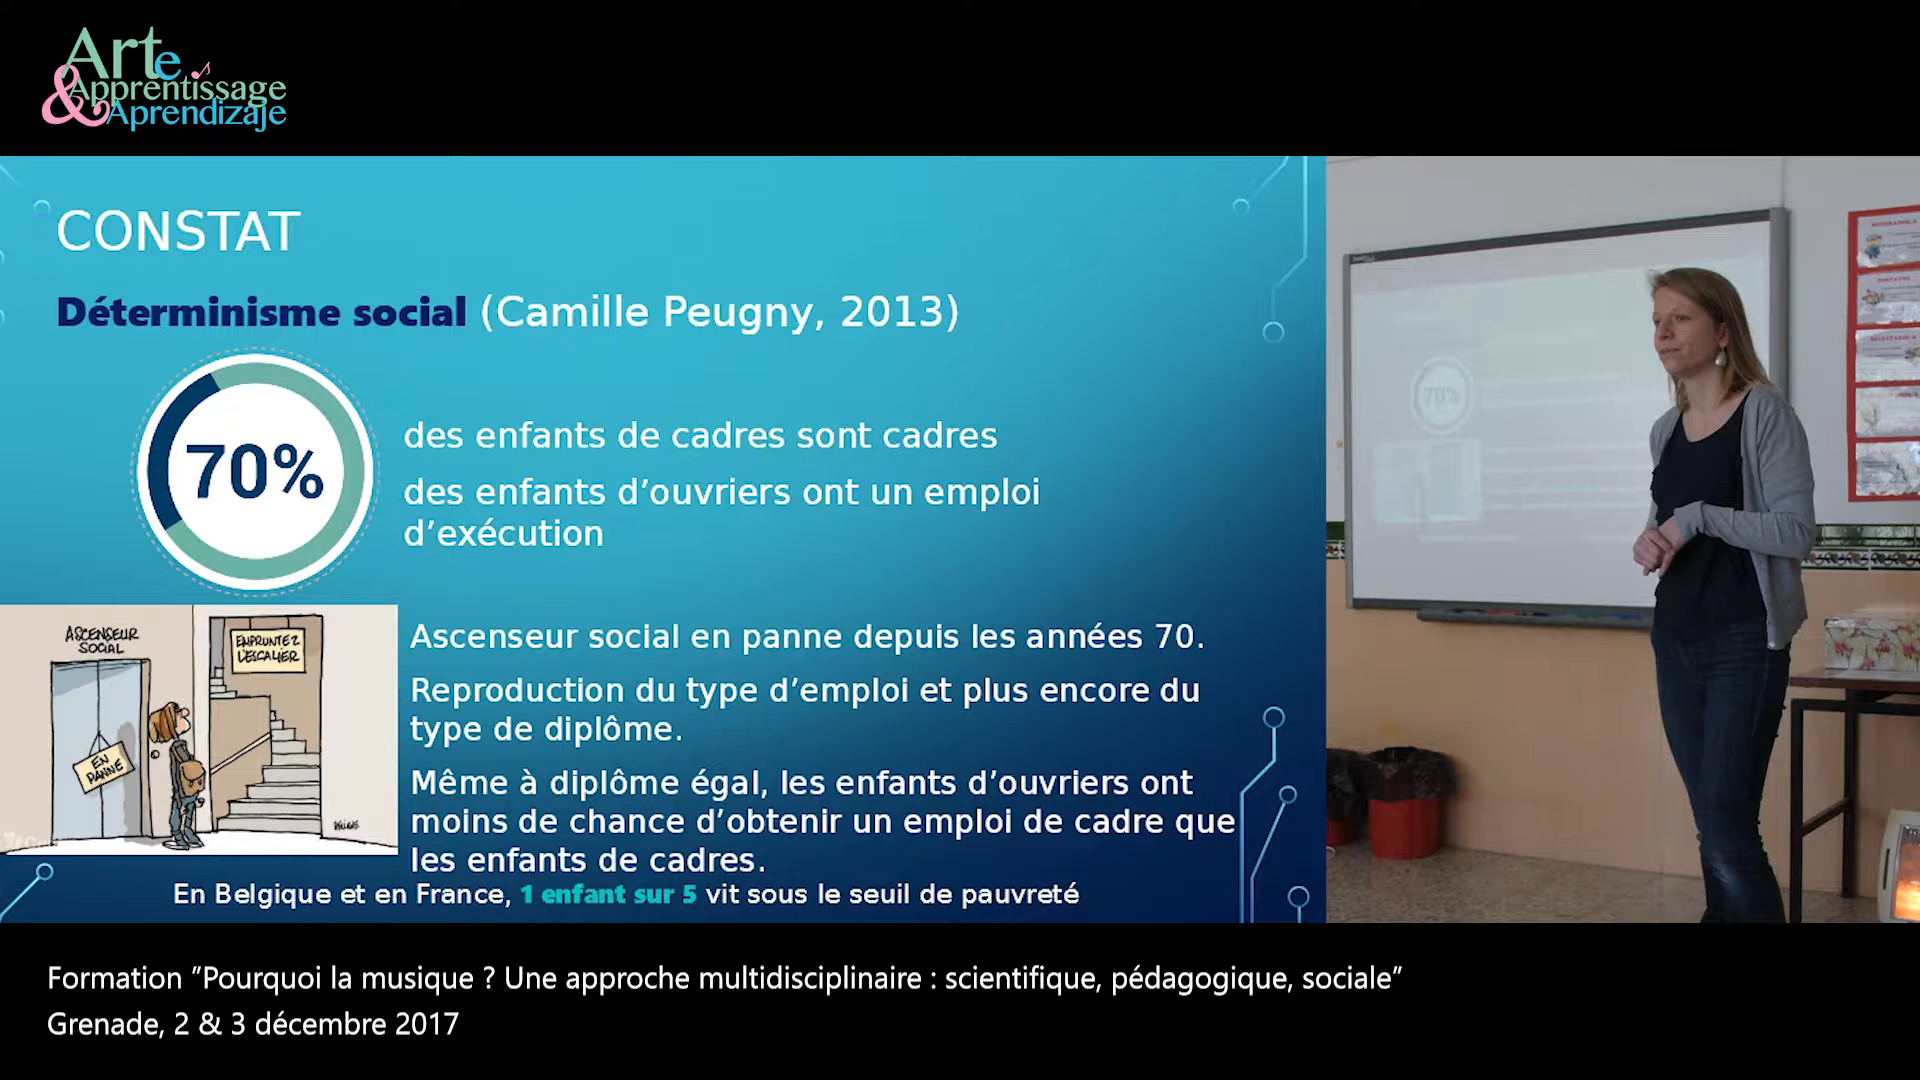 Arte
& Apprentissage
Aprendizaje
CONSTAT
Déterminisme social (Camille Peugny, 2013)
70%
des enfants de cadres sont cadres
des enfants d’ouvriers ont un emploi
d’exécution
ASCENSEUR
SOCIAL
EMPRUNTEZ
L'ESCALIER
EN
PANNE
Ascenseur social en panne depuis les années 70.
Reproduction du type d’emploi et plus encore du
type de diplôme.
Même à diplôme égal, les enfants d’ouvriers ont
moins de chance d’obtenir un emploi de cadre que
les enfants de cadres.
En Belgique et en France, 1 enfant sur 5 vit sous le seuil de pauvreté
70%
Formation ”Pourquoi la musique ? Une approche multidisciplinaire : scientifique, pédagogique, sociale”
Grenade, 2 & 3 décembre 2017